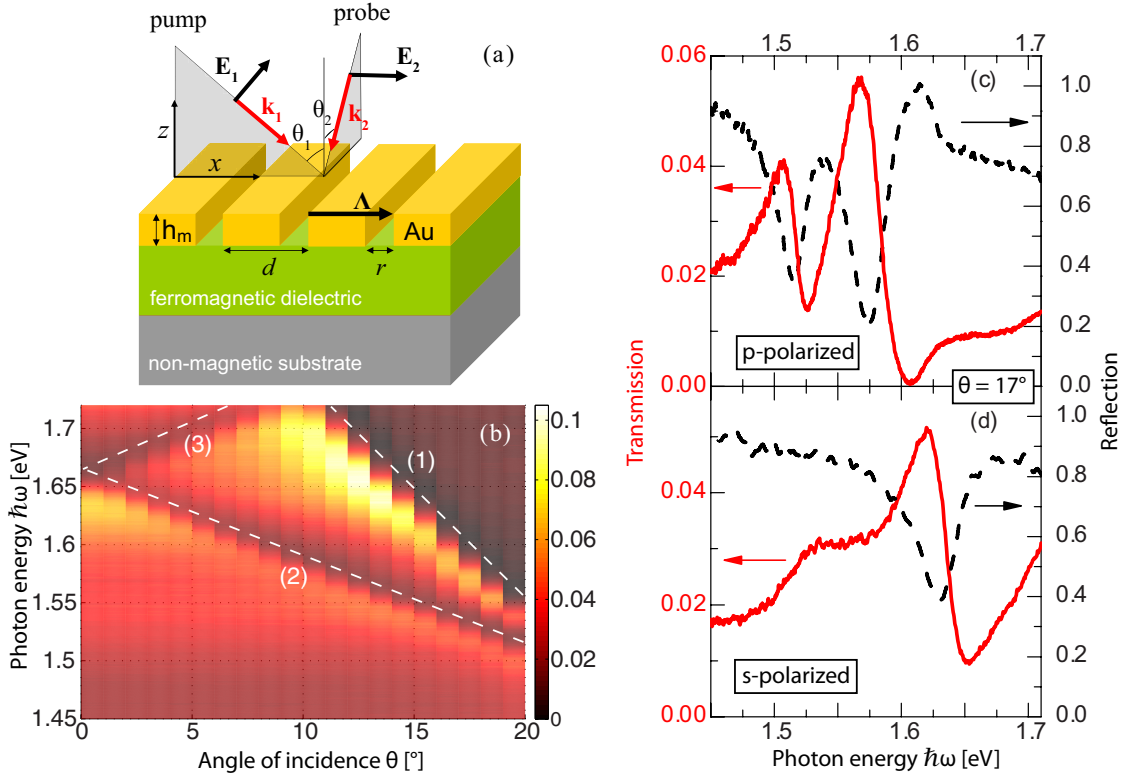 pump
probe
(a)
E₁
E₂
k₁
k₂
θ₁
θ₂
z
x
Λ
hₘ
Au
d
r
ferromagnetic dielectric
non-magnetic substrate
(b)
Photon energy ℏω [eV]
1.7
1.65
1.6
1.55
1.5
1.45
(3)
(1)
(2)
0 5 10 15 20
Angle of incidence θ [°]
0.1
0.08
0.06
0.04
0.02
0
1.5 1.6 1.7
(c)
Transmission
0.06
0.04
0.02
0.00
1.0
0.8
0.6
0.4
0.2
0.0
Reflection
p-polarized
θ = 17°
(d)
0.04
0.02
0.00
1.0
0.8
0.6
0.4
0.2
0.0
s-polarized
1.5 1.6 1.7
Photon energy ℏω [eV]